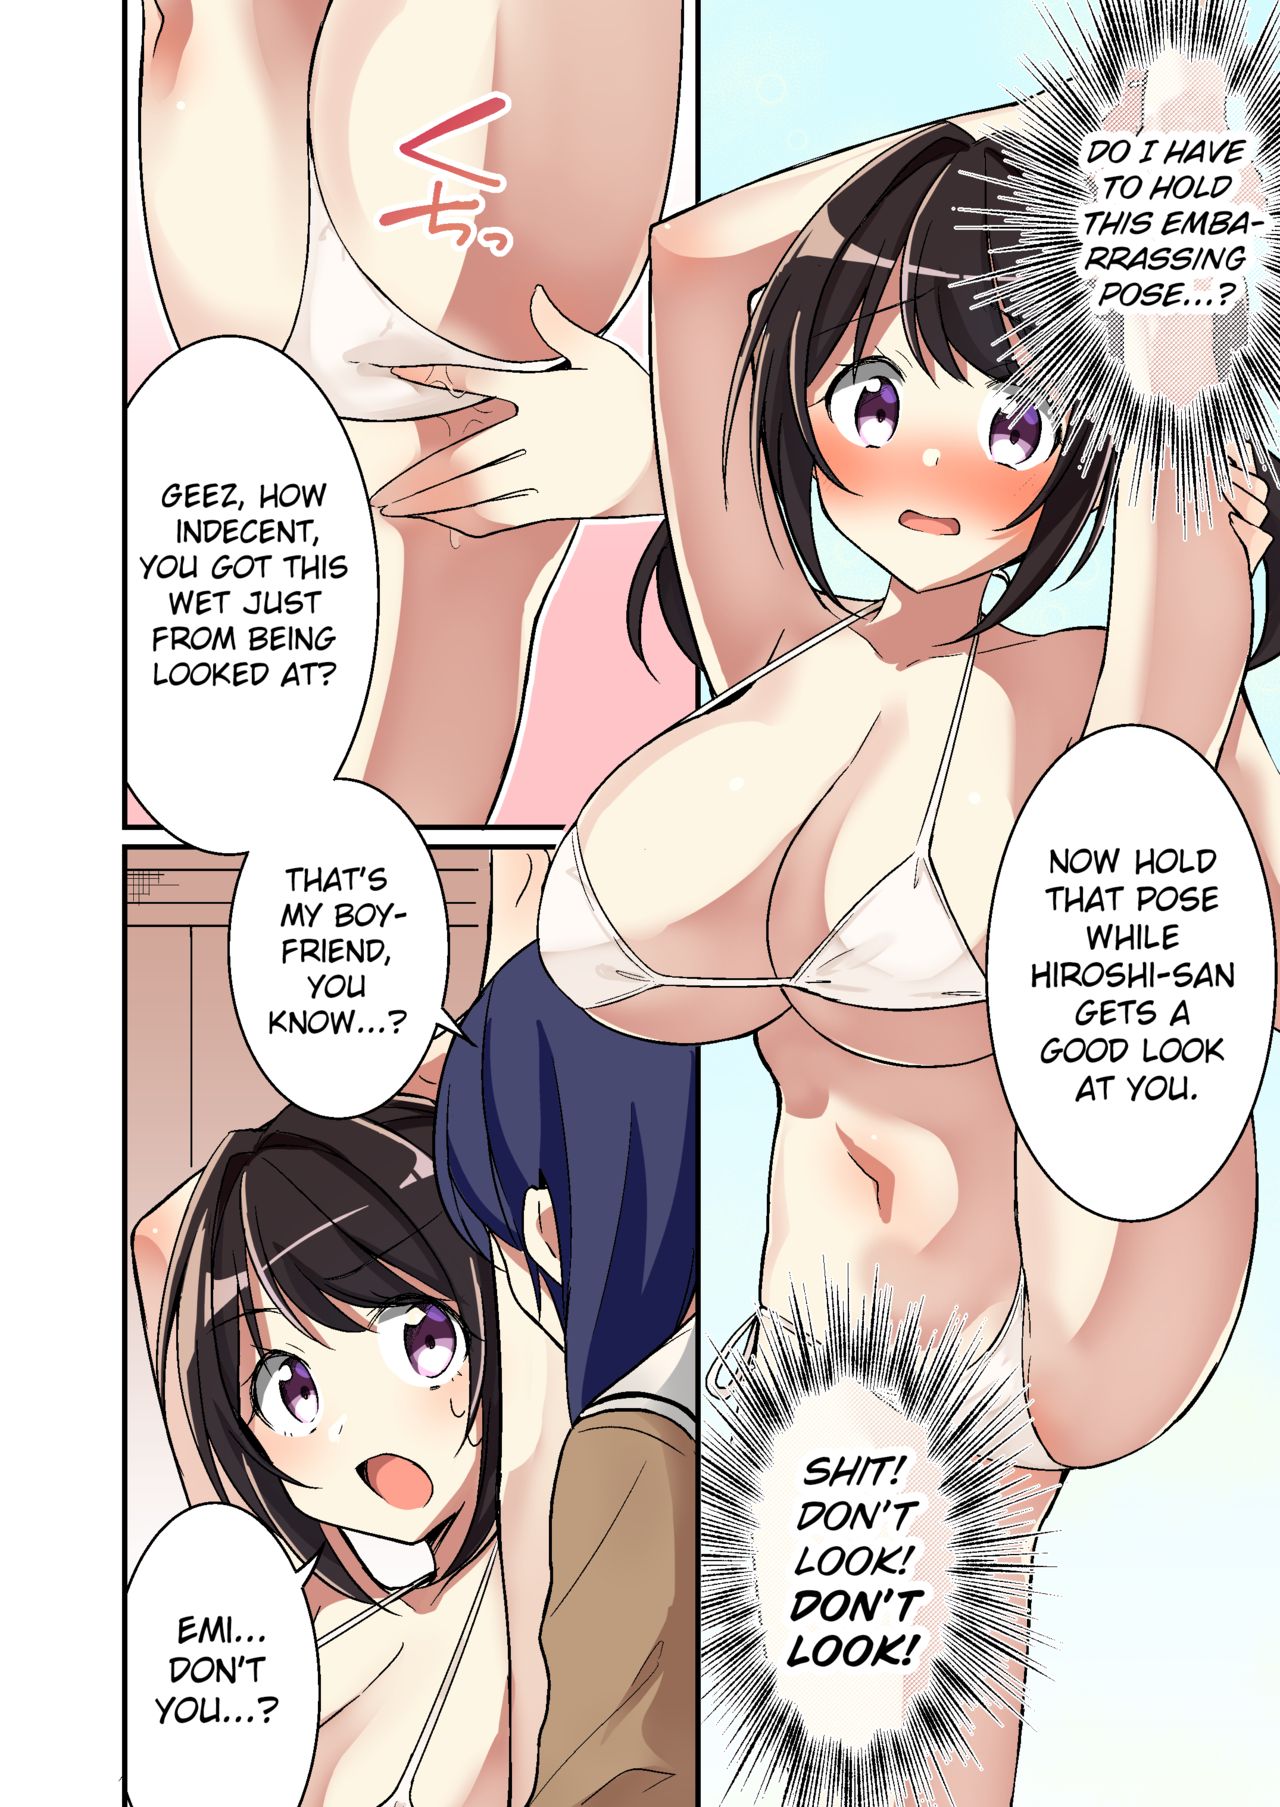 DO I HAVE
TO HOLD
THIS EMBA-
RRASSING
POSE...?
NOW HOLD
THAT POSE
WHILE
HIROSHI-SAN
GETS A
GOOD LOOK
AT YOU.
SHIT!
DON'T
LOOK!
DON'T
LOOK!
くちっ
GEEZ, HOW
INDECENT,
YOU GOT THIS
WET JUST
FROM BEING
LOOKED AT?
THAT'S
MY BOY-
FRIEND,
YOU
KNOW...?
EMI...
DON'T
YOU...?